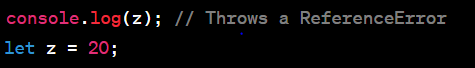 console.log(z); // Throws a ReferenceError
let z = 20;